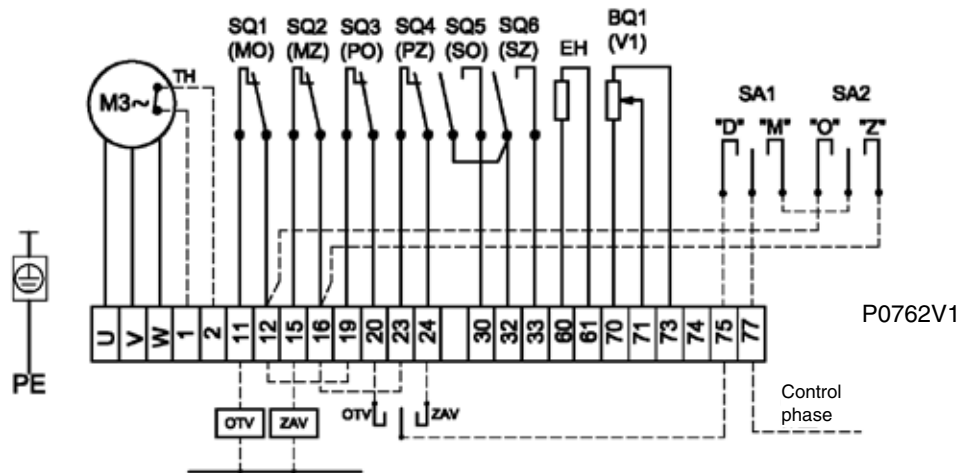 SQ1 SQ2 SQ3 SQ4 SQ5 SQ6 BQ1
(MO) (MZ) (PO) (PZ) (SO) (SZ) EH (V1)
TH
M3~
SA1 SA2
"D" "M" "O" "Z"
U V W 1 2 11 12 15 16 19 20 23 24 30 32 33 60 61 70 71 73 74 75 77
P0762V1
PE
OTV ZAV OTV ZAV
Control
phase